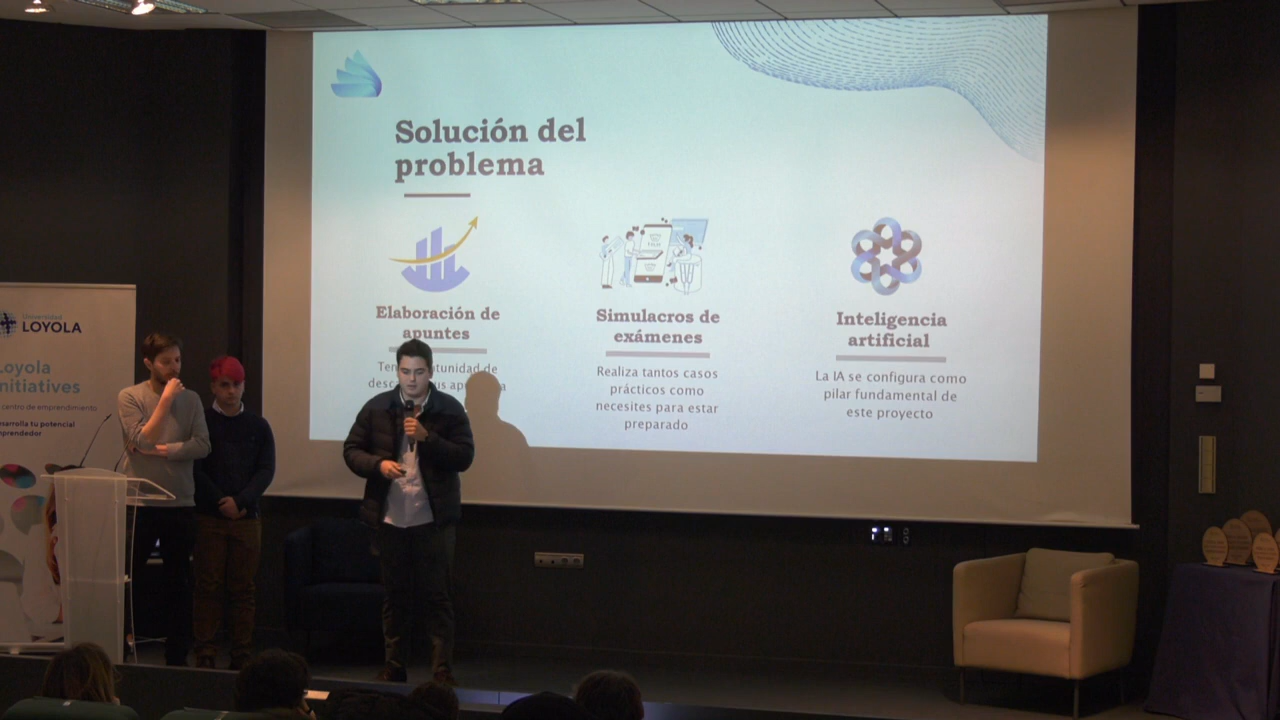 Solución del
problema
Elaboración de
apuntes
Simulacros de
exámenes
Realiza tantos casos
prácticos como
necesites para estar
preparado
Inteligencia
artificial
La IA se configura como
pilar fundamental de
este proyecto
Universidad
LOYOLA
Loyola
Initiatives
centro de emprendimiento
desarrolla tu potencial
emprendedor